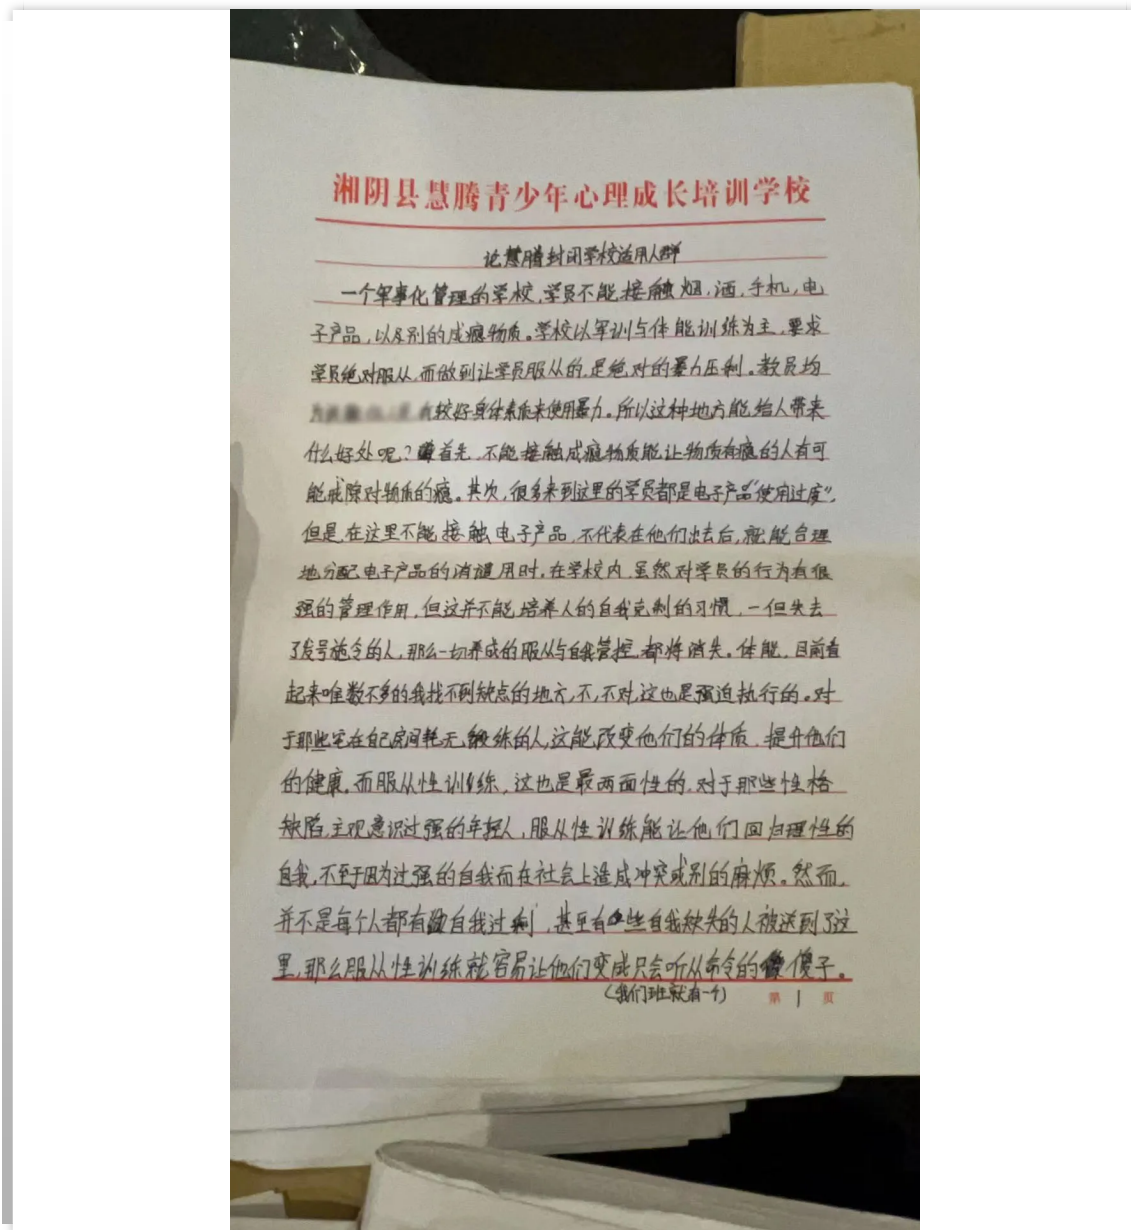 湘阴县慧腾青少年心理成长培训学校
论慧腾封闭学校适用人群
一个军事化管理的学校,学员不能接触烟,酒,手机,电
子产品,以及别的成瘾物质。学校以军训与体能训练为主,要求
学员绝对服从,而做到让学员服从的,是绝对的暴力压制。教员均
较好身体素质来使用暴力。所以这种地方能给人带来
什么好处呢?首先,不能接触成瘾物质能让物质有瘾的人有可
能戒除对物质的瘾。其次,很多来到这里的学员都是电子产品“使用过度”,
但是,在这里不能接触电子产品,不代表在他们出去后,就能合理
地分配电子产品的使用时,在学校内,虽然对学员的行为有很
强的管理作用,但这并不能培养人的自我克制的习惯,一但失去
了发号施令的人,那么一切养成的服从与自我管控,都将消失。体能,目前看
起来唯数不多的我找不到缺点的地方,不,不对,这也是强迫执行的。对
于那些宅在自己房间毫无锻练的人,这能改变他们的体质,提升他们
的健康,而服从性训练,这也是最两面性的,对于那些性格
缺陷,主观意识过强的年轻人,服从性训练能让他们回归理性的
自我,不至于因为过强的自我而在社会上造成冲突或别的麻烦。然而,
并不是每个人都有自我过剩,甚至有些自我缺失的人被送到了这
里,那么服从性训练就容易让他们变成只会听从命令的傻子。
(我们班就有一个)
第 1 页